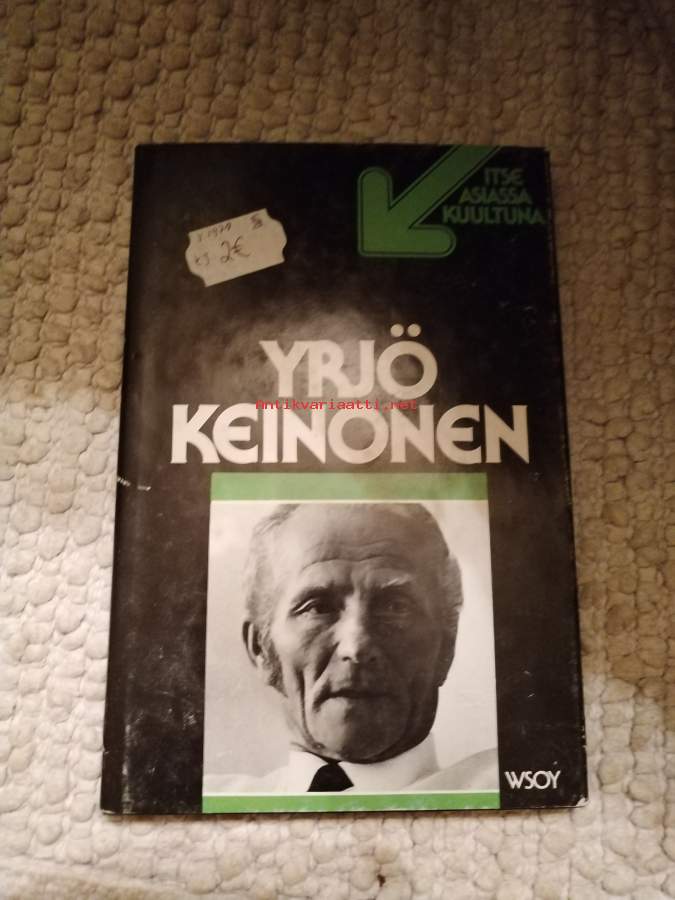 ITSE
ASIASSA
KUULTUNA
2€
YRJÖ
Antikvariaatti.net
KEINONEN
WSOY